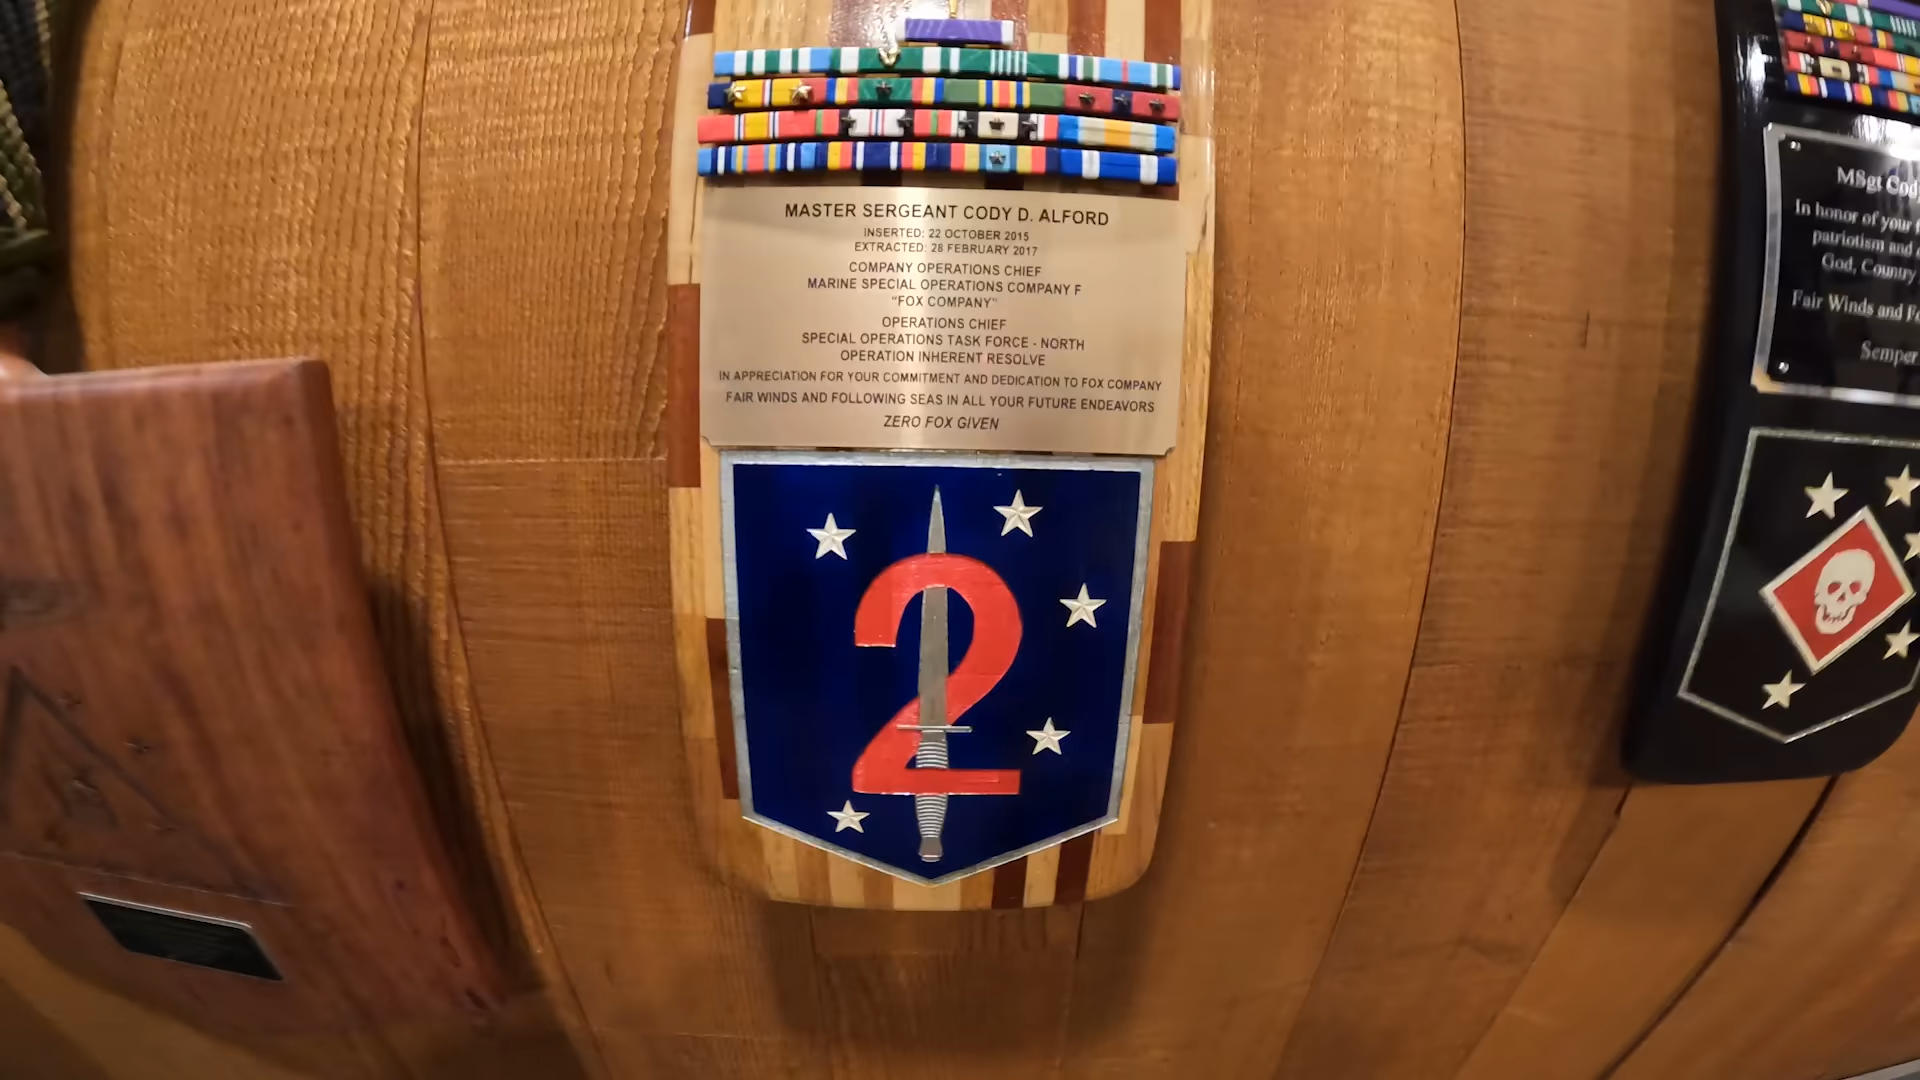 MASTER SERGEANT CODY D. ALFORD
INSERTED: 22 OCTOBER 2015
EXTRACTED: 28 FEBRUARY 2017
COMPANY OPERATIONS CHIEF
MARINE SPECIAL OPERATIONS COMPANY F
"FOX COMPANY"
OPERATIONS CHIEF
SPECIAL OPERATIONS TASK FORCE - NORTH
OPERATION INHERENT RESOLVE
IN APPRECIATION FOR YOUR COMMITMENT AND DEDICATION TO FOX COMPANY
FAIR WINDS AND FOLLOWING SEAS IN ALL YOUR FUTURE ENDEAVORS
ZERO FOX GIVEN
2
MSgt Cod
In honor of your
patriotism and
God, Country
Fair Winds and Fo
Semper